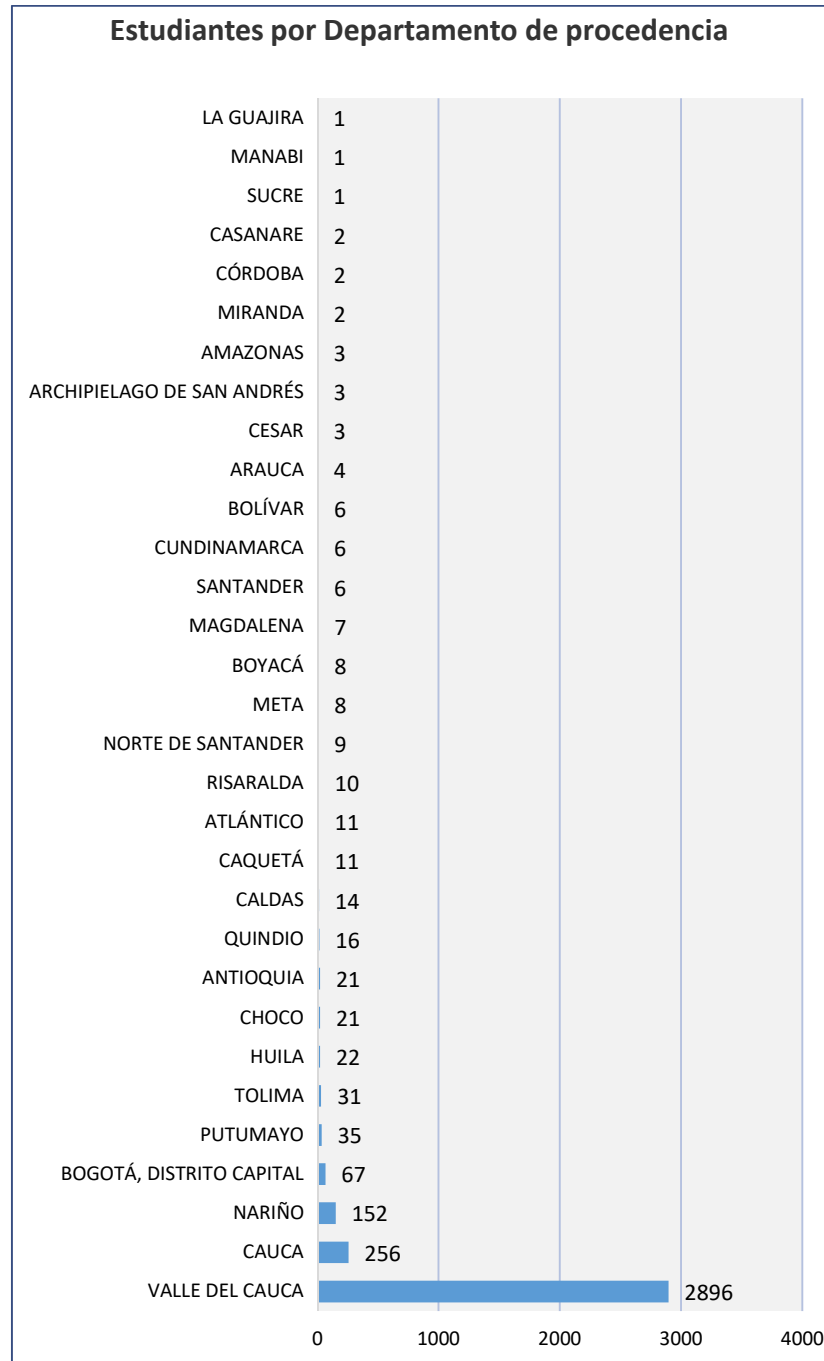 Estudiantes por Departamento de procedencia
LA GUAJIRA 1
MANABI 1
SUCRE 1
CASANARE 2
CÓRDOBA 2
MIRANDA 2
AMAZONAS 3
ARCHIPIELAGO DE SAN ANDRÉS 3
CESAR 3
ARAUCA 4
BOLÍVAR 6
CUNDINAMARCA 6
SANTANDER 6
MAGDALENA 7
BOYACÁ 8
META 8
NORTE DE SANTANDER 9
RISARALDA 10
ATLÁNTICO 11
CAQUETÁ 11
CALDAS 14
QUINDIO 16
ANTIOQUIA 21
CHOCO 21
HUILA 22
TOLIMA 31
PUTUMAYO 35
BOGOTÁ, DISTRITO CAPITAL 67
NARIÑO 152
CAUCA 256
VALLE DEL CAUCA 2896
0 1000 2000 3000 4000